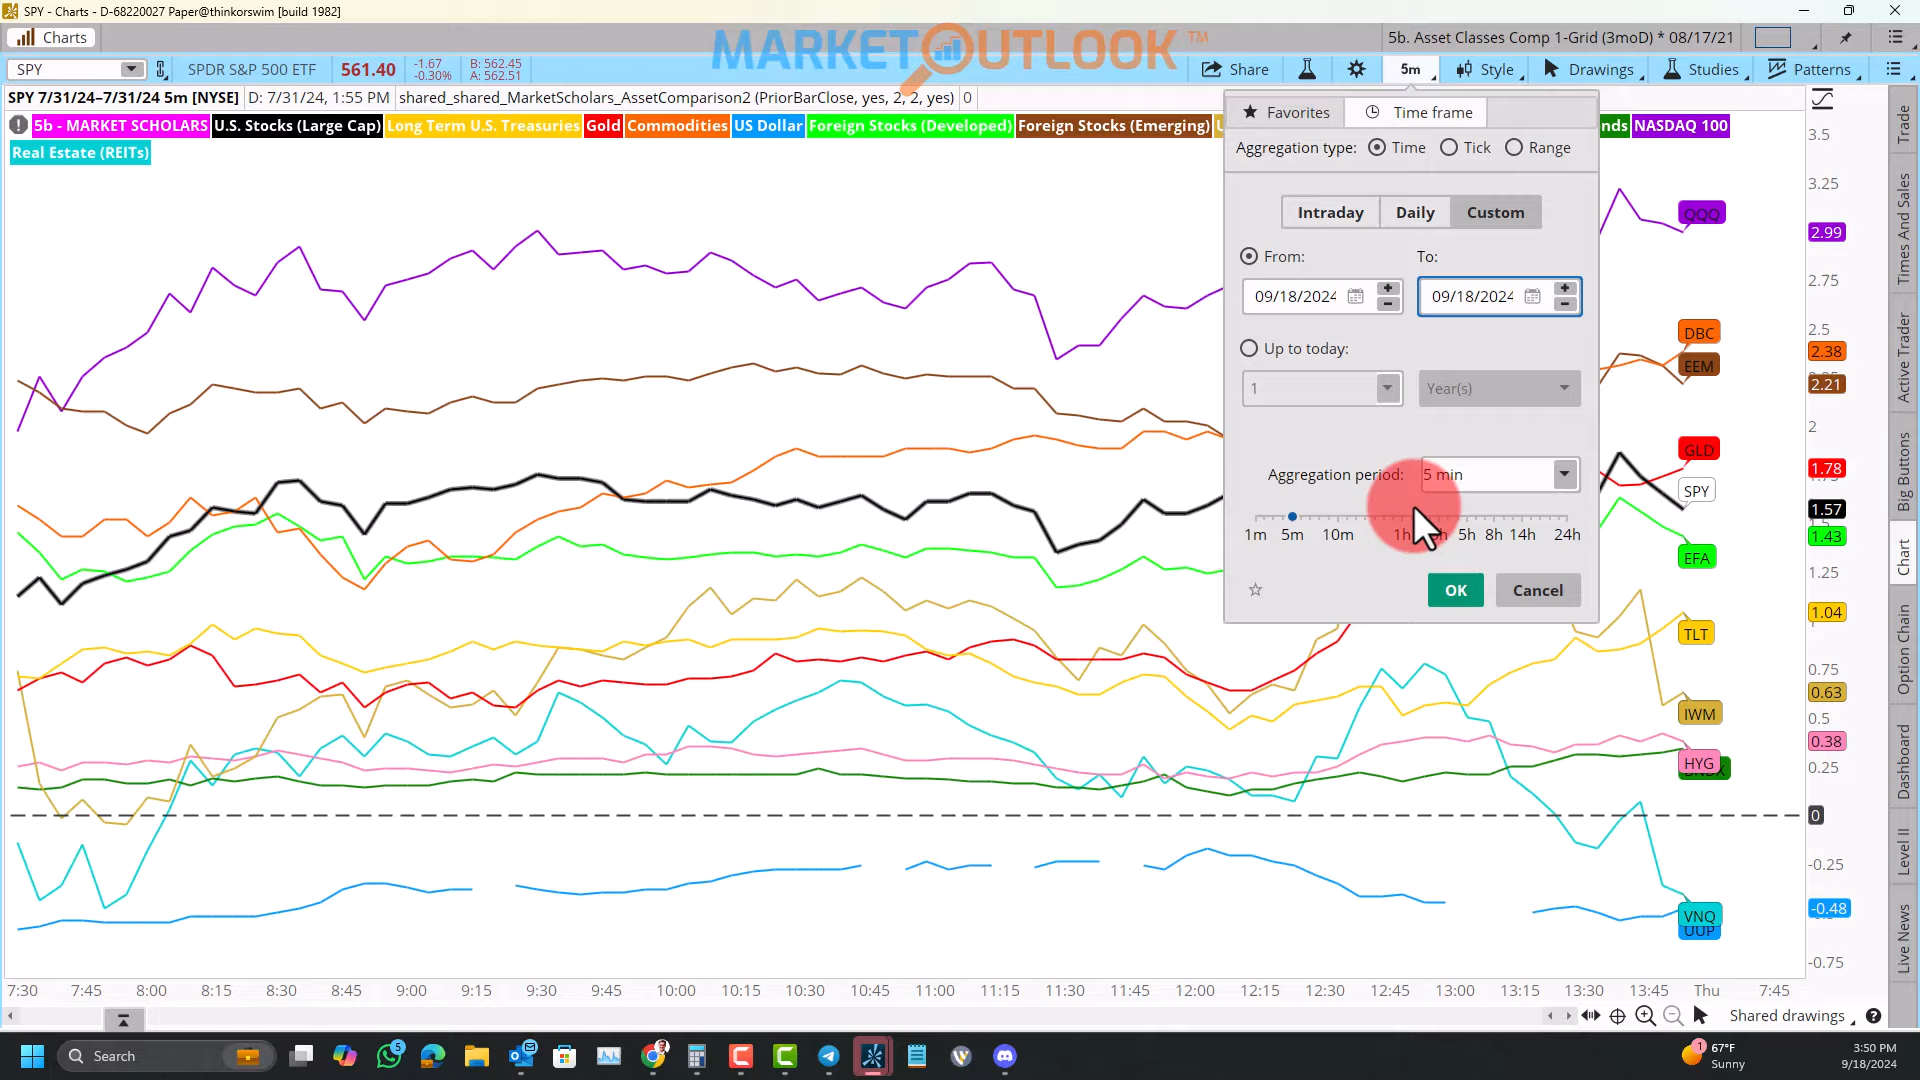 SPY - Charts - D-68220027 Paper@thinkorswim [build 1982]
Charts
MARKET OUTLOOK ™
5b. Asset Classes Comp 1-Grid (3moD) * 08/17/21
SPY
SPDR S&P 500 ETF
561.40
-1.67
-0.30%
B: 562.45
A: 562.51
Share
5m
Style
Drawings
Studies
Patterns
SPY 7/31/24–7/31/24 5m [NYSE]
D: 7/31/24, 1:55 PM
shared_shared_MarketScholars_AssetComparison2 (PriorBarClose, yes, 2, 2, yes)
0
5b - MARKET SCHOLARS
U.S. Stocks (Large Cap)
Long Term U.S. Treasuries
Gold
Commodities
US Dollar
Foreign Stocks (Developed)
Foreign Stocks (Emerging)
nds
NASDAQ 100
Real Estate (REITs)
Favorites
Time frame
Aggregation type:
Time
Tick
Range
Intraday
Daily
Custom
From:
To:
09/18/2024
09/18/2024
Up to today:
1
Year(s)
Aggregation period:
5 min
1m 5m 10m 1h 5h 8h 14h 24h
OK
Cancel
3.5
3.25
QQQ
2.99
2.75
2.5
DBC
2.38
EEM
2.21
2
GLD
1.78
SPY
1.57
1.43
EFA
1.25
1.04
TLT
0.75
0.63
IWM
0.5
0.38
HYG
0.25
0
-0.25
-0.48
VNQ
UUP
-0.75
7:30 7:45 8:00 8:15 8:30 8:45 9:00 9:15 9:30 9:45 10:00 10:15 10:30 10:45 11:00 11:15 11:30 11:45 12:00 12:15 12:30 12:45 13:00 13:15 13:30 13:45 Thu 7:45
Shared drawings
Trade
Times And Sales
Active Trader
Big Buttons
Chart
Option Chain
Dashboard
Level II
Live News
Search
5
1
67°F
Sunny
3:50 PM
9/18/2024